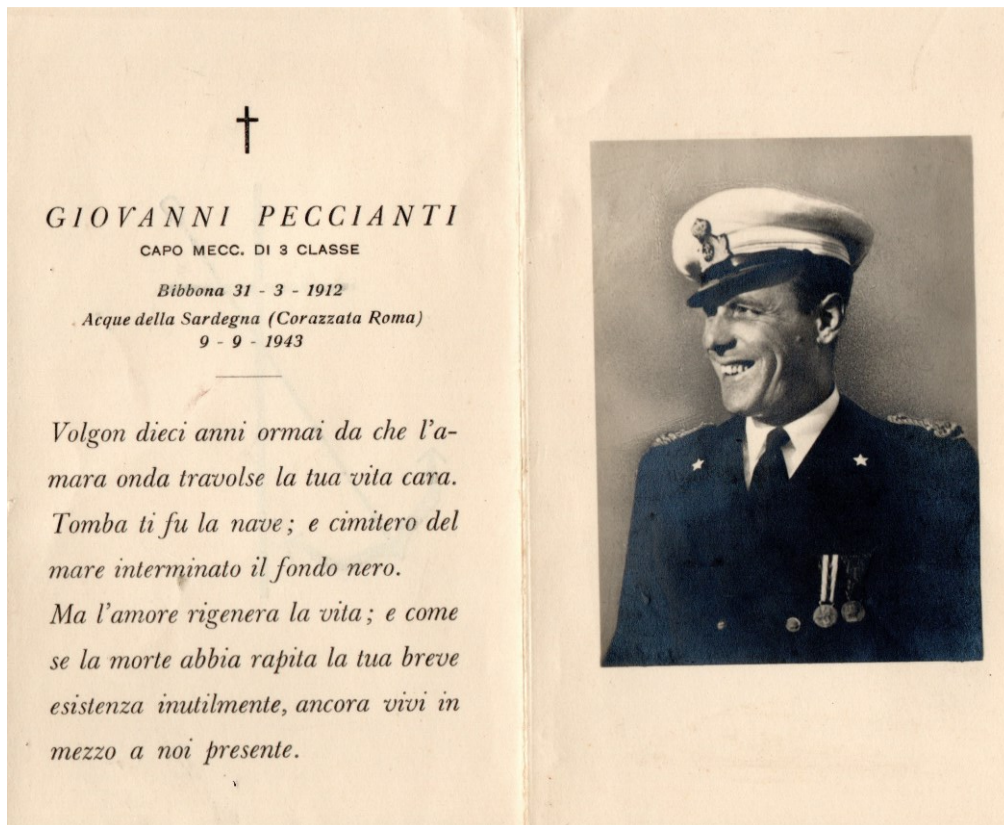 GIOVANNI PECCIANTI
CAPO MECC. DI 3 CLASSE
Bibbona 31 - 3 - 1912
Acque della Sardegna (Corazzata Roma)
9 - 9 - 1943
Volgon dieci anni ormai da che l'a-
mara onda travolse la tua vita cara.
Tomba ti fu la nave; e cimitero del
mare interminato il fondo nero.
Ma l'amore rigenera la vita; e come
se la morte abbia rapita la tua breve
esistenza inutilmente, ancora vivi in
mezzo a noi presente.